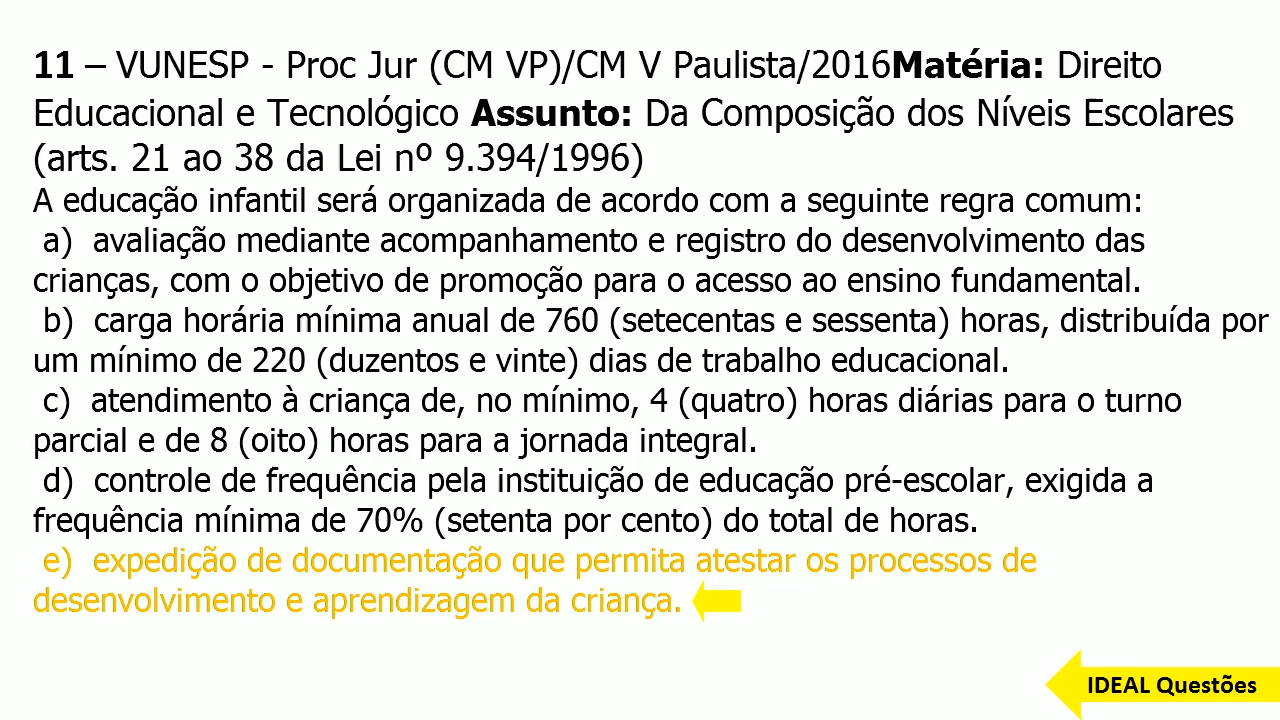 11 – VUNESP - Proc Jur (CM VP)/CM V Paulista/2016Matéria: Direito
Educacional e Tecnológico Assunto: Da Composição dos Níveis Escolares
(arts. 21 ao 38 da Lei nº 9.394/1996)
A educação infantil será organizada de acordo com a seguinte regra comum:
a) avaliação mediante acompanhamento e registro do desenvolvimento das
crianças, com o objetivo de promoção para o acesso ao ensino fundamental.
b) carga horária mínima anual de 760 (setecentas e sessenta) horas, distribuída por
um mínimo de 220 (duzentos e vinte) dias de trabalho educacional.
c) atendimento à criança de, no mínimo, 4 (quatro) horas diárias para o turno
parcial e de 8 (oito) horas para a jornada integral.
d) controle de frequência pela instituição de educação pré-escolar, exigida a
frequência mínima de 70% (setenta por cento) do total de horas.
e) expedição de documentação que permita atestar os processos de
desenvolvimento e aprendizagem da criança.
IDEAL Questões